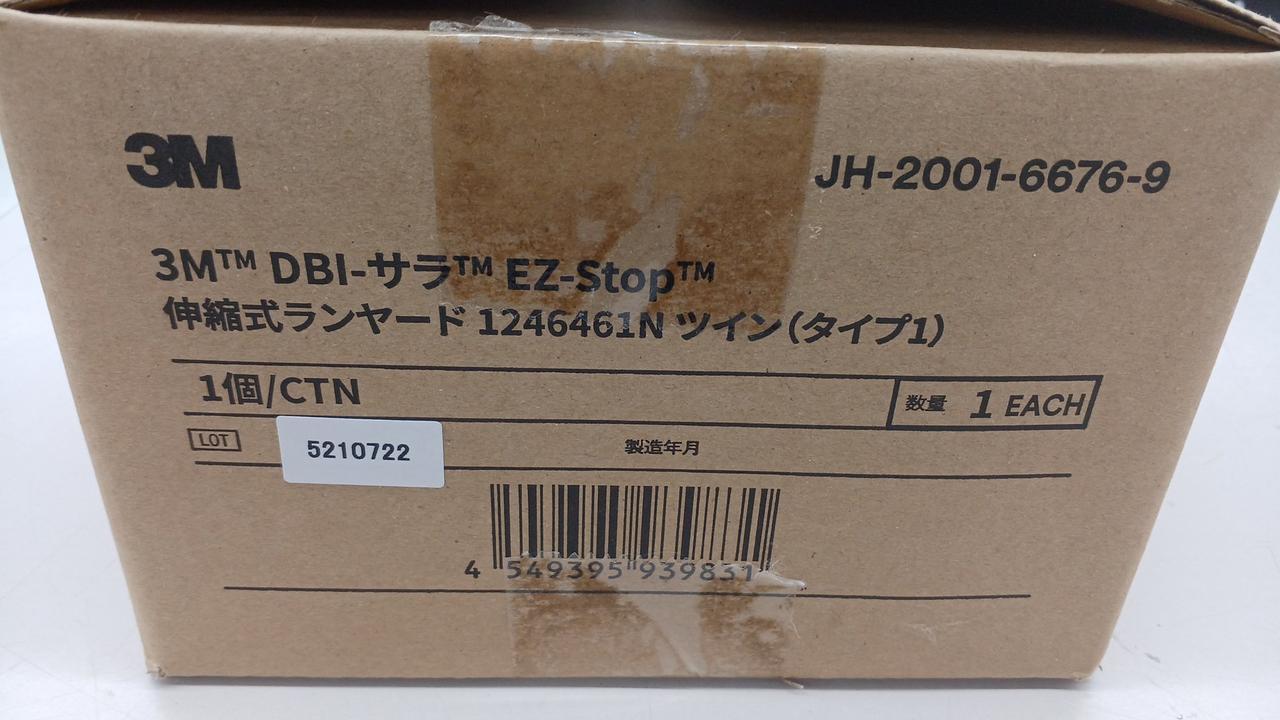 3M
JH-2001-6676-9
3M™ DBI-サラ™ EZ-Stop™
伸縮式ランヤード 1246461N ツイン(タイプ1)
1個/CTN
数量 1 EACH
LOT 5210722 製造年月
4 549395 939831